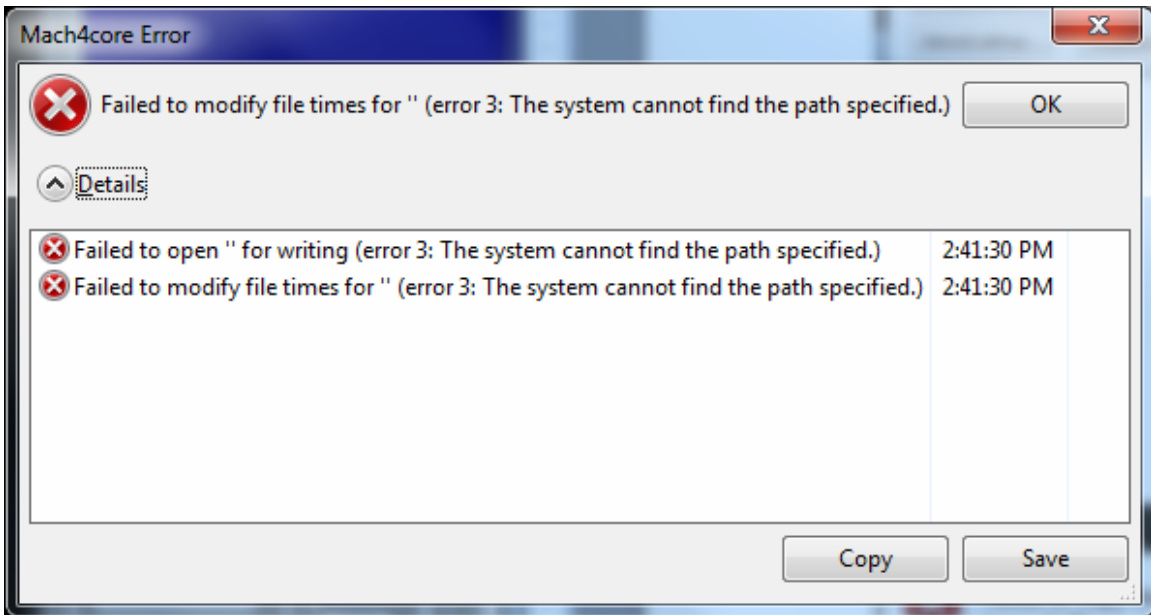 Mach4core Error
Failed to modify file times for '' (error 3: The system cannot find the path specified.)
OK
Details
Failed to open '' for writing (error 3: The system cannot find the path specified.) 2:41:30 PM
Failed to modify file times for '' (error 3: The system cannot find the path specified.) 2:41:30 PM
Copy
Save